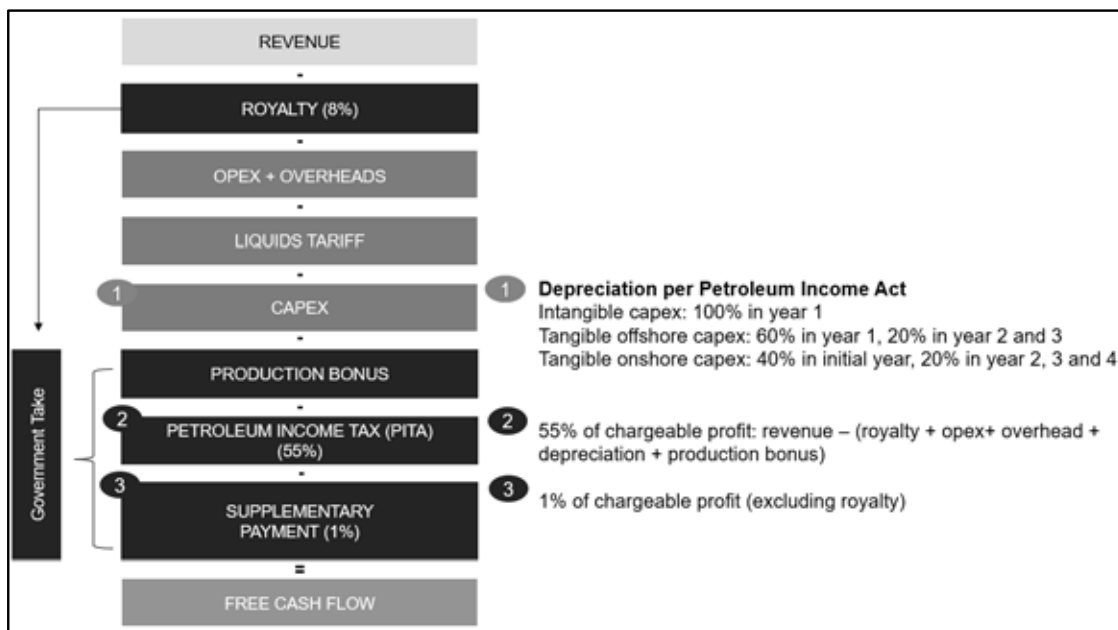 REVENUE
-
ROYALTY (8%)
-
OPEX + OVERHEADS
-
LIQUIDS TARIFF
-
1
CAPEX
-
PRODUCTION BONUS
-
2
PETROLEUM INCOME TAX (PITA)
(55%)
-
3
SUPPLEMENTARY
PAYMENT (1%)
=
FREE CASH FLOW
Government Take
1
Depreciation per Petroleum Income Act
Intangible capex: 100% in year 1
Tangible offshore capex: 60% in year 1, 20% in year 2 and 3
Tangible onshore capex: 40% in initial year, 20% in year 2, 3 and 4
2
55% of chargeable profit: revenue – (royalty + opex+ overhead +
depreciation + production bonus)
3
1% of chargeable profit (excluding royalty)